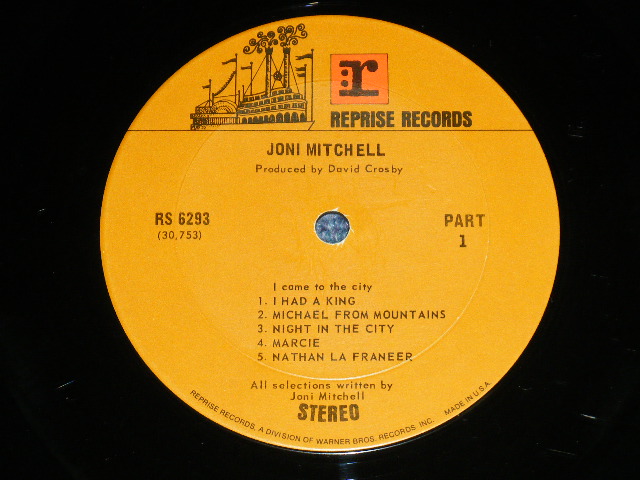 r
REPRISE RECORDS
JONI MITCHELL
Produced by David Crosby
RS 6293
(30,753)
PART
1
I came to the city
1. I HAD A KING
2. MICHAEL FROM MOUNTAINS
3. NIGHT IN THE CITY
4. MARCIE
5. NATHAN LA FRANEER
All selections written by
Joni Mitchell
STEREO
REPRISE RECORDS, A DIVISION OF WARNER BROS. RECORDS, INC. MADE IN U.S.A.